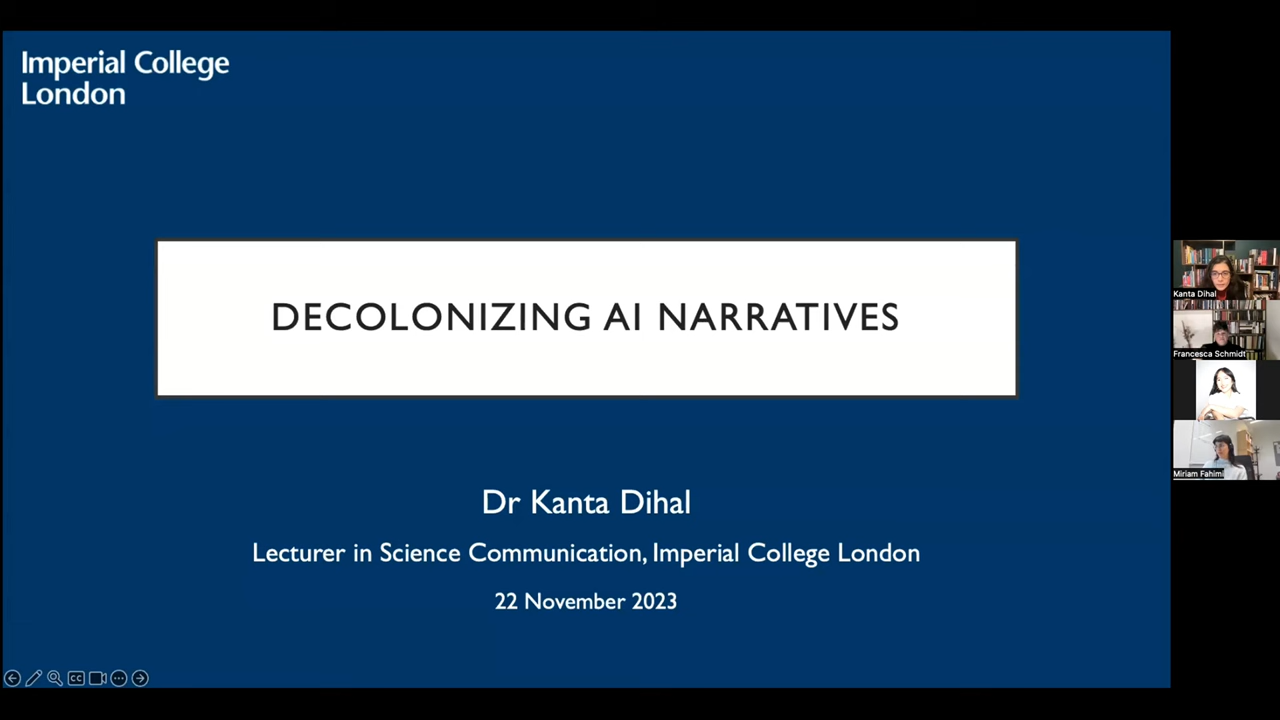 Imperial College
London
DECOLONIZING AI NARRATIVES
Dr Kanta Dihal
Lecturer in Science Communication, Imperial College London
22 November 2023
Kanta Dihal
Francesca Schmidt
Miriam Fahimi
CC